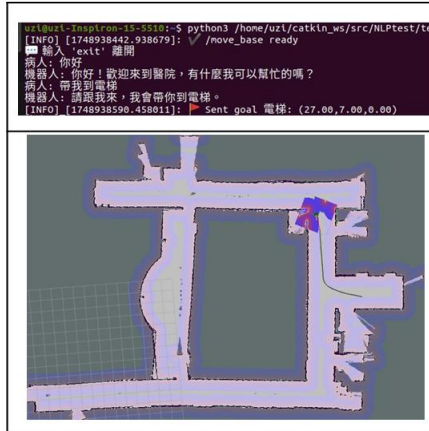 uzi@uzi-Inspiron-15-5510:~$ python3 /home/uzi/catkin_ws/src/NLPtest/te
[INFO] [1748938442.938679]: ✔ /move_base ready
💬 輸入 'exit' 離開
病人: 你好
機器人: 你好！歡迎來到醫院，有什麼我可以幫忙的嗎？
病人: 帶我到電梯
機器人: 請跟我來，我會帶你到電梯。
[INFO] [1748938590.458011]: 🚩 Sent goal 電梯: (27.00,7.00,0.00)